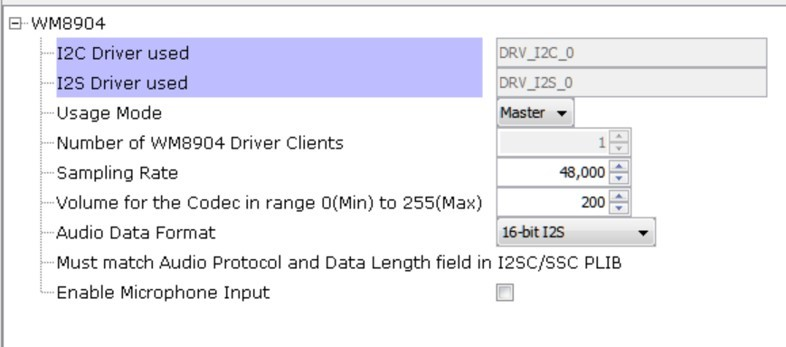 WM8904
I2C Driver used DRV_I2C_0
I2S Driver used DRV_I2S_0
Usage Mode Master
Number of WM8904 Driver Clients 1
Sampling Rate 48,000
Volume for the Codec in range 0(Min) to 255(Max) 200
Audio Data Format 16-bit I2S
Must match Audio Protocol and Data Length field in I2SC/SSC PLIB
Enable Microphone Input